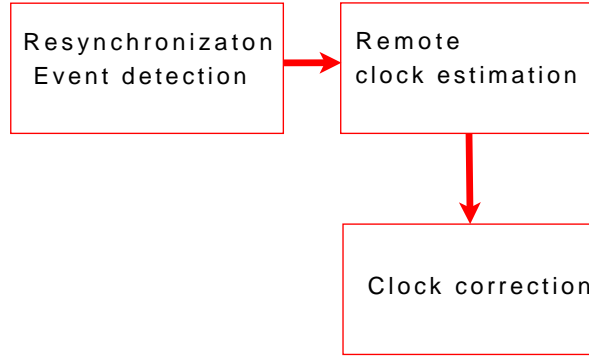 Resynchronizaton
Event detection
Remote
clock estimation
Clock correction